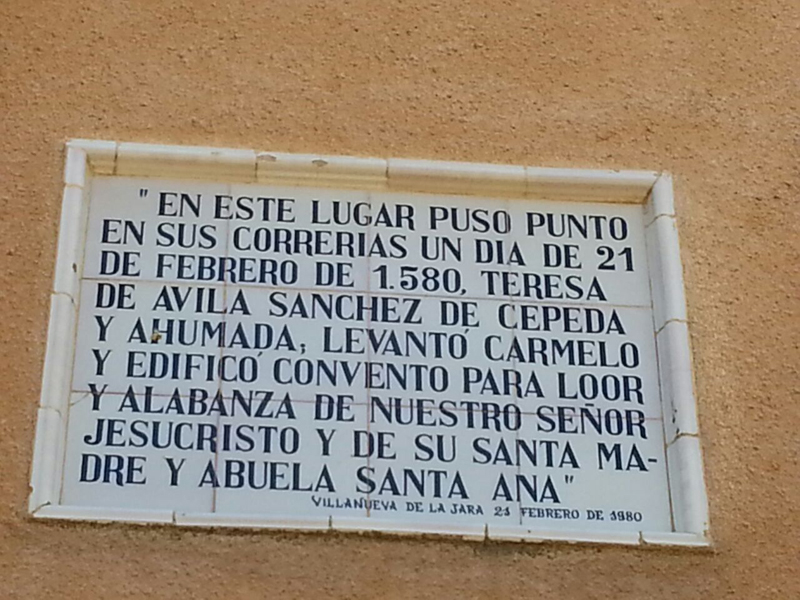 "EN ESTE LUGAR PUSO PUNTO
EN SUS CORRERIAS UN DIA DE 21
DE FEBRERO DE 1.580, TERESA
DE AVILA SANCHEZ DE CEPEDA
Y AHUMADA, LEVANTÓ CARMELO
Y EDIFICÓ CONVENTO PARA LOOR
Y ALABANZA DE NUESTRO SEÑOR
JESUCRISTO Y DE SU SANTA MA-
DRE Y ABUELA SANTA ANA"
VILLANUEVA DE LA JARA 21 FEBRERO DE 1980